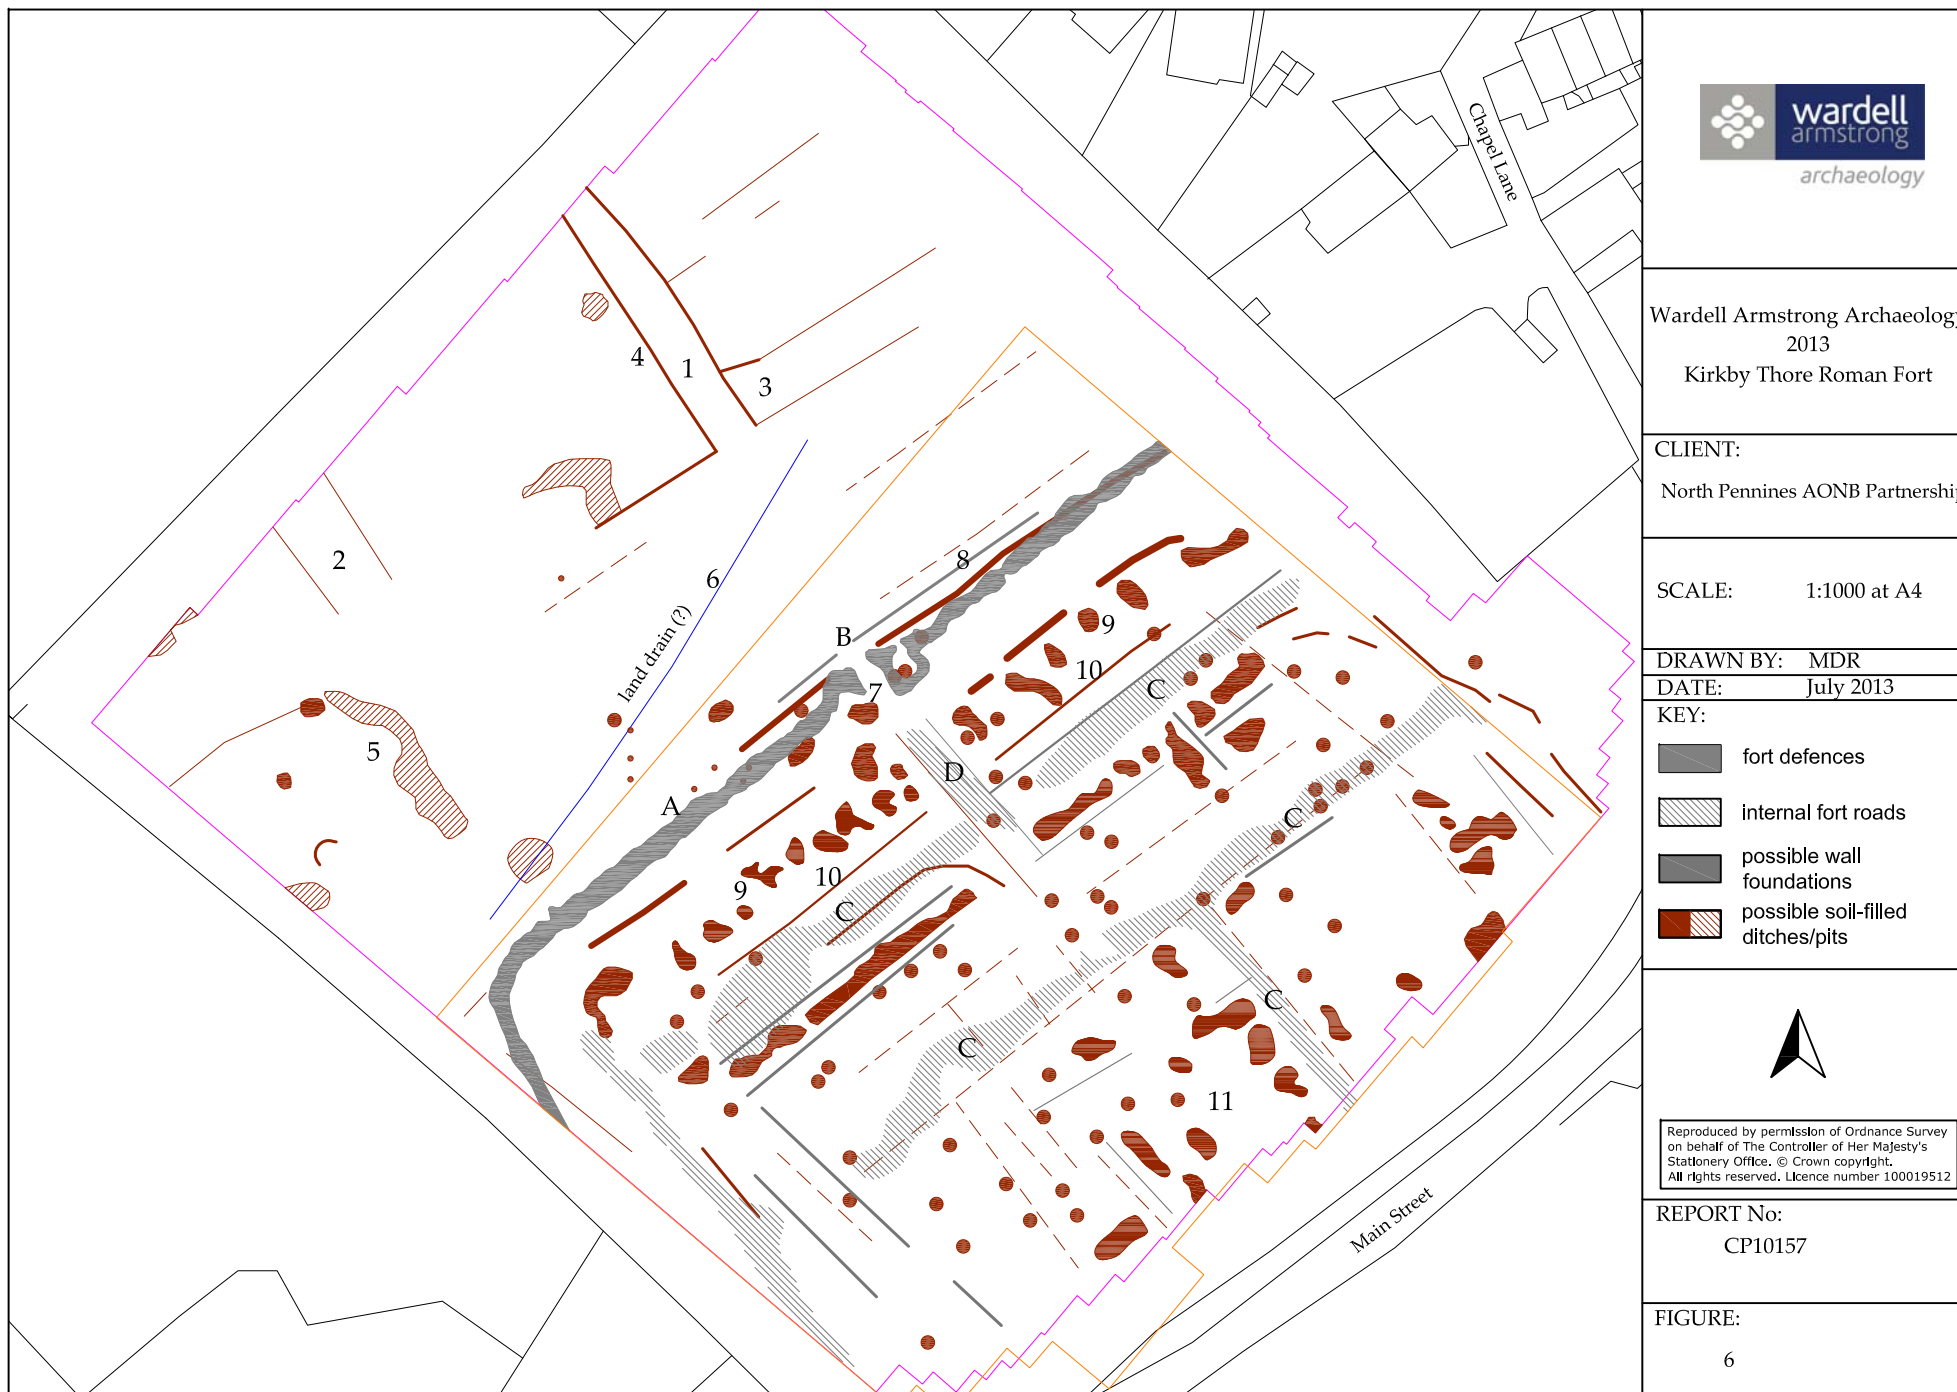 Chapel Lane
4
1
3
2
6
land drain (?)
8
B
9
10
C
7
5
D
A
C
10
9
C
C
C
11
Main Street
wardell
armstrong
archaeology
Wardell Armstrong Archaeology
2013
Kirkby Thore Roman Fort
CLIENT:
North Pennines AONB Partnership
SCALE: 1:1000 at A4
DRAWN BY: MDR
DATE: July 2013
KEY:
fort defences
internal fort roads
possible wall
foundations
possible soil-filled
ditches/pits
Reproduced by permission of Ordnance Survey
on behalf of The Controller of Her Majesty's
Stationery Office. © Crown copyright.
All rights reserved. Licence number 100019512
REPORT No:
CP10157
FIGURE:
6